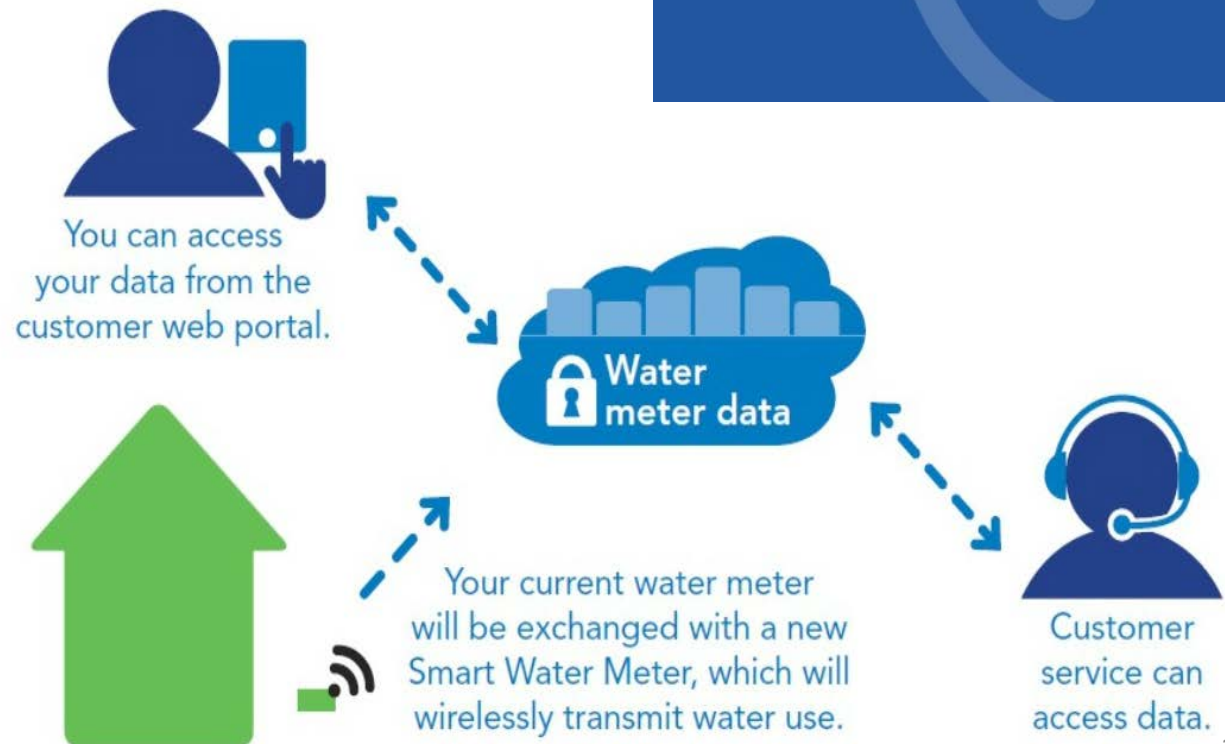 You can access
your data from the
customer web portal.
Water
meter data
Your current water meter
will be exchanged with a new
Smart Water Meter, which will
wirelessly transmit water use.
Customer
service can
access data.